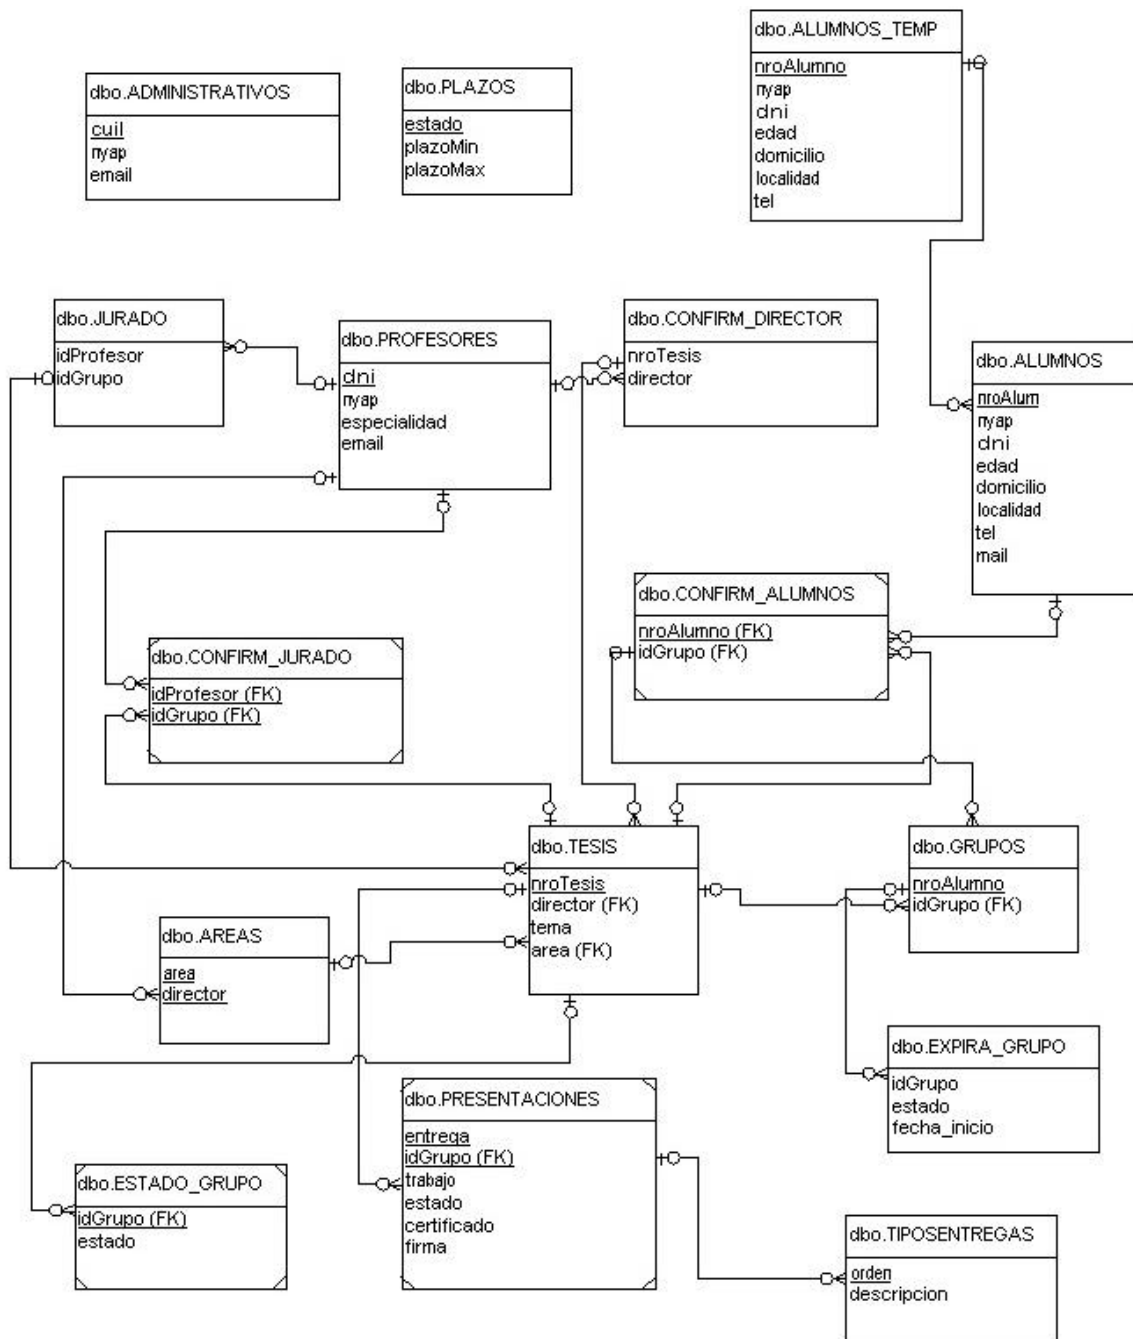 dbo.ALUMNOS_TEMP
nroAlumno
nyap
dni
edad
domicilio
localidad
tel
dbo.ADMINISTRATIVOS
cuil
nyap
email
dbo.PLAZOS
estado
plazoMin
plazoMax
dbo.JURADO
idProfesor
idGrupo
dbo.PROFESORES
dni
nyap
especialidad
email
dbo.CONFIRM_DIRECTOR
nroTesis
director
dbo.ALUMNOS
nroAlum
nyap
dni
edad
domicilio
localidad
tel
mail
dbo.CONFIRM_ALUMNOS
nroAlumno (FK)
idGrupo (FK)
dbo.CONFIRM_JURADO
idProfesor (FK)
idGrupo (FK)
dbo.TESIS
nroTesis
director (FK)
tema
area (FK)
dbo.GRUPOS
nroAlumno
idGrupo (FK)
dbo.AREAS
area
director
dbo.EXPIRA_GRUPO
idGrupo
estado
fecha_inicio
dbo.PRESENTACIONES
entrega
idGrupo (FK)
trabajo
estado
certificado
firma
dbo.ESTADO_GRUPO
idGrupo (FK)
estado
dbo.TIPOSENTREGAS
orden
descripcion